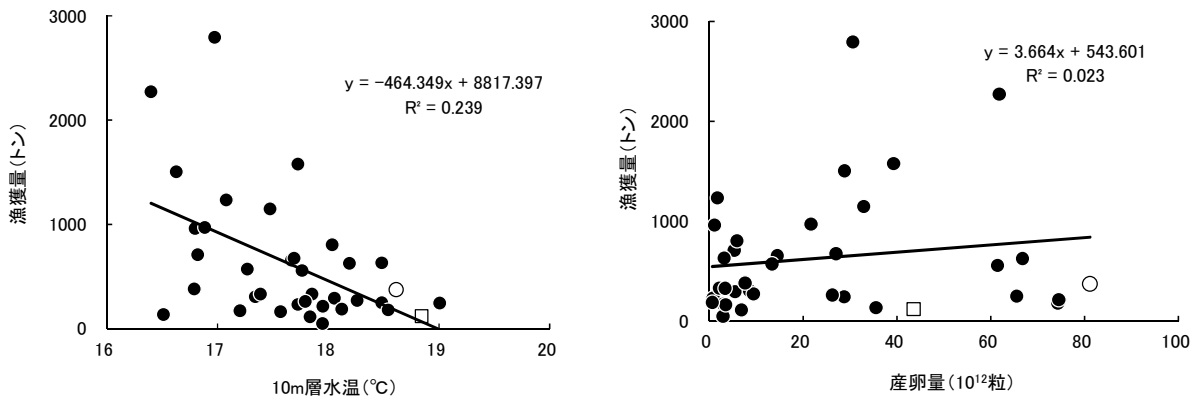 3000
2000
1000
0
漁獲量(トン)
y = -464.349x + 8817.397
R² = 0.239
16
17
18
19
20
10m層水温(℃)
3000
2000
1000
0
漁獲量(トン)
y = 3.664x + 543.601
R² = 0.023
0
20
40
60
80
100
産卵量(10¹²粒)